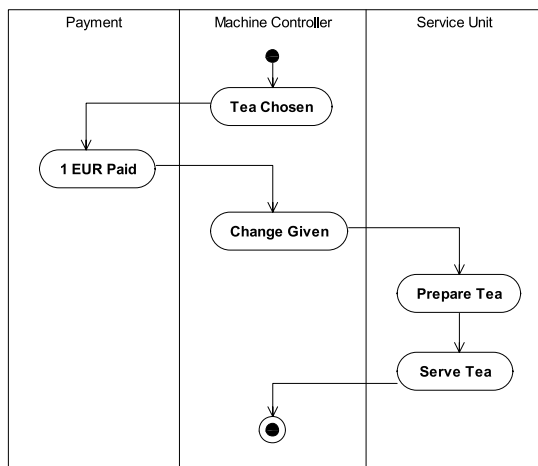 Payment
Machine Controller
Service Unit
Tea Chosen
1 EUR Paid
Change Given
Prepare Tea
Serve Tea